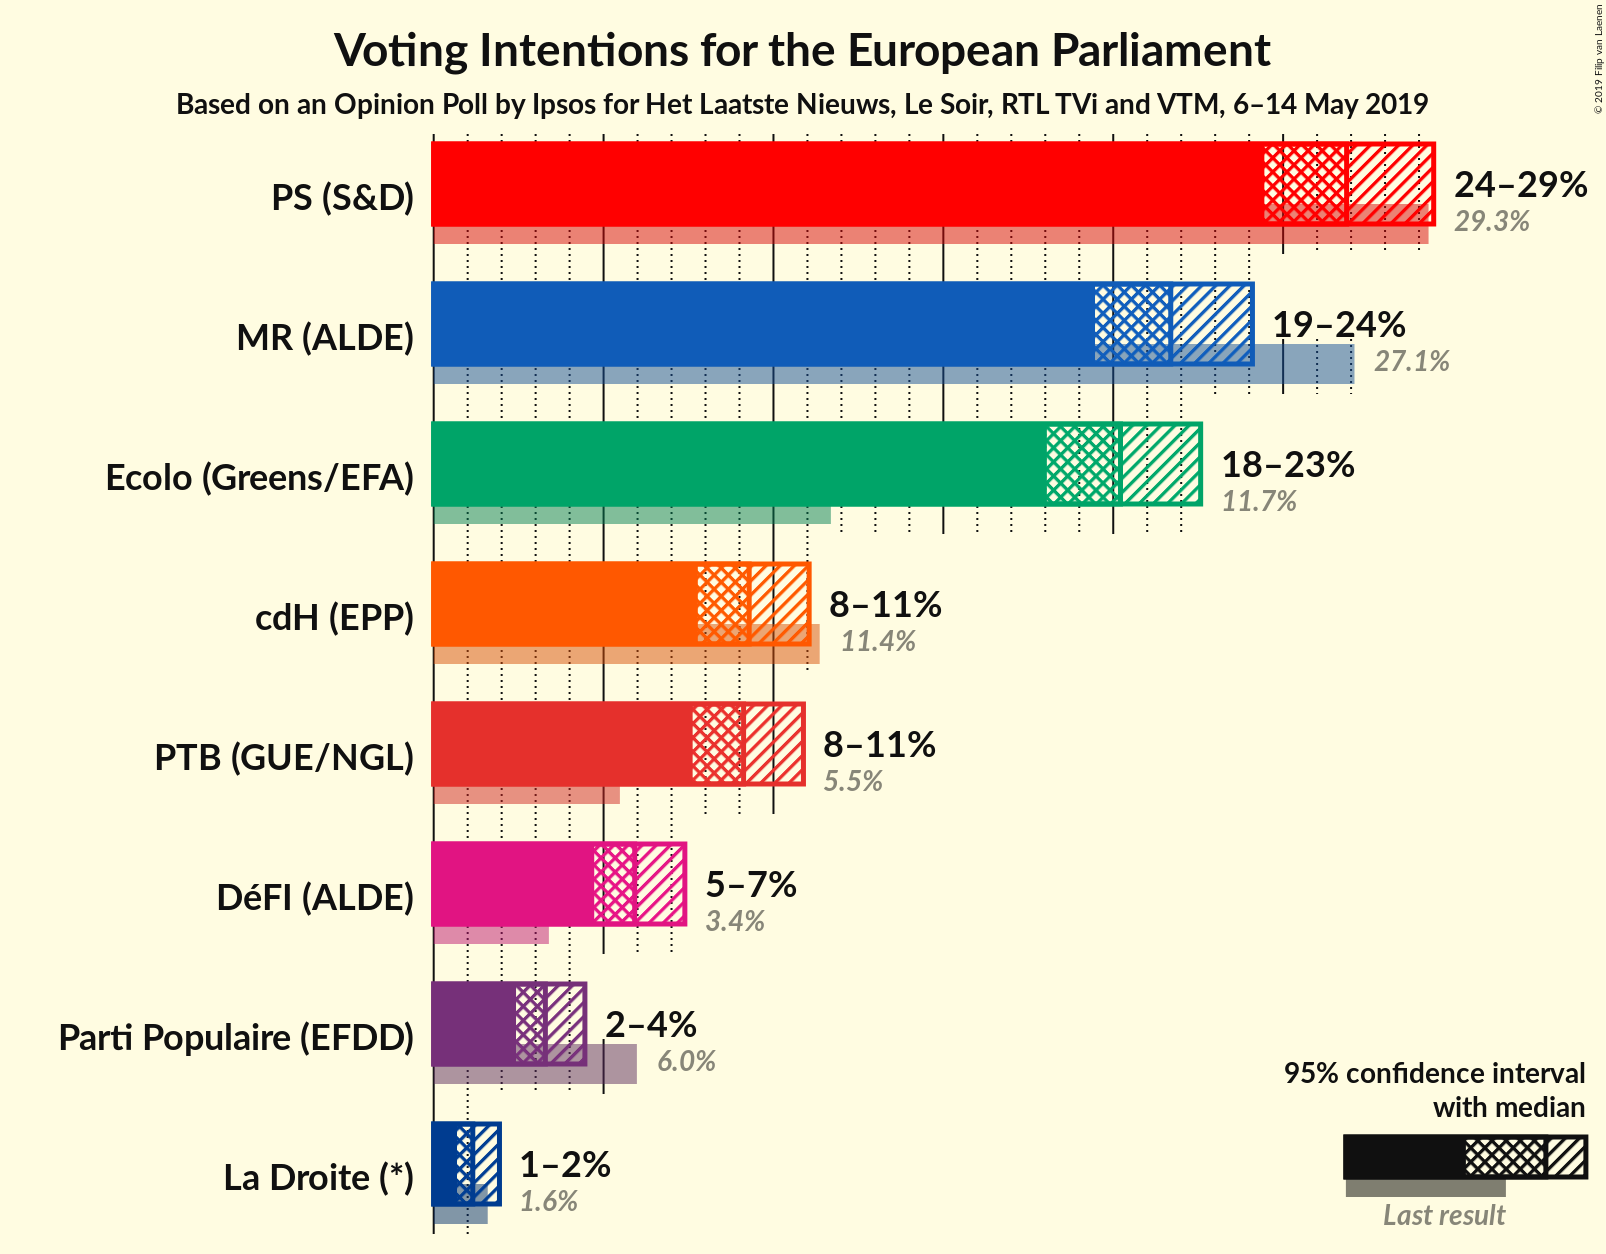 Voting Intentions for the European Parliament
Based on an Opinion Poll by Ipsos for Het Laatste Nieuws, Le Soir, RTL TVi and VTM, 6–14 May 2019
© 2019 Filip van Laenen
PS (S&D)
24–29%
29.3%
MR (ALDE)
19–24%
27.1%
Ecolo (Greens/EFA)
18–23%
11.7%
cdH (EPP)
8–11%
11.4%
PTB (GUE/NGL)
8–11%
5.5%
DéFI (ALDE)
5–7%
3.4%
Parti Populaire (EFDD)
2–4%
6.0%
La Droite (*)
1–2%
1.6%
95% confidence interval
with median
Last result